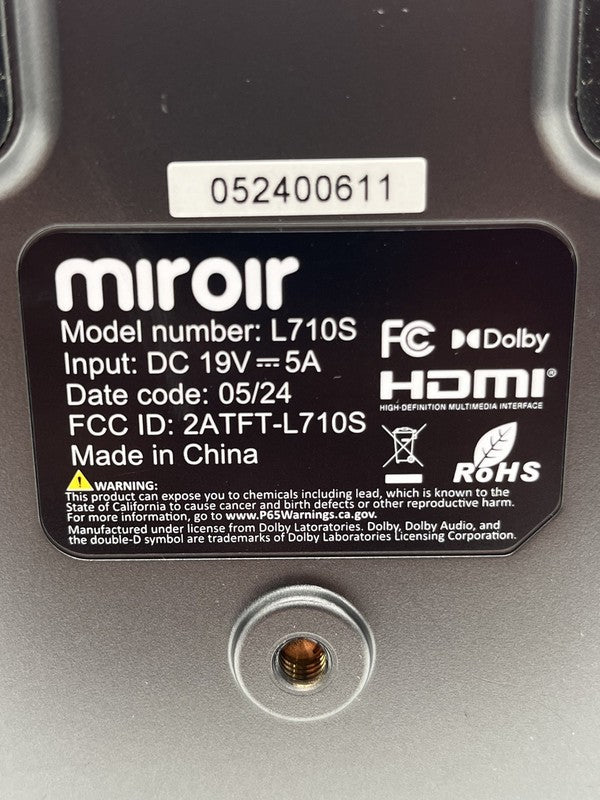 052400611
miroir
Model number: L710S
Input: DC 19V⎓5A
Date code: 05/24
FCC ID: 2ATFT-L710S
Made in China
FC Dolby
HDMI®
HIGH-DEFINITION MULTIMEDIA INTERFACE
RoHS
WARNING:
This product can expose you to chemicals including lead, which is known to the
State of California to cause cancer and birth defects or other reproductive harm.
For more information, go to www.P65Warnings.ca.gov.
Manufactured under license from Dolby Latoratories. Dolby, Dolby Audio, and
the double-D symbol are trademarks of Dolby Laboratories Licensing Corporation.